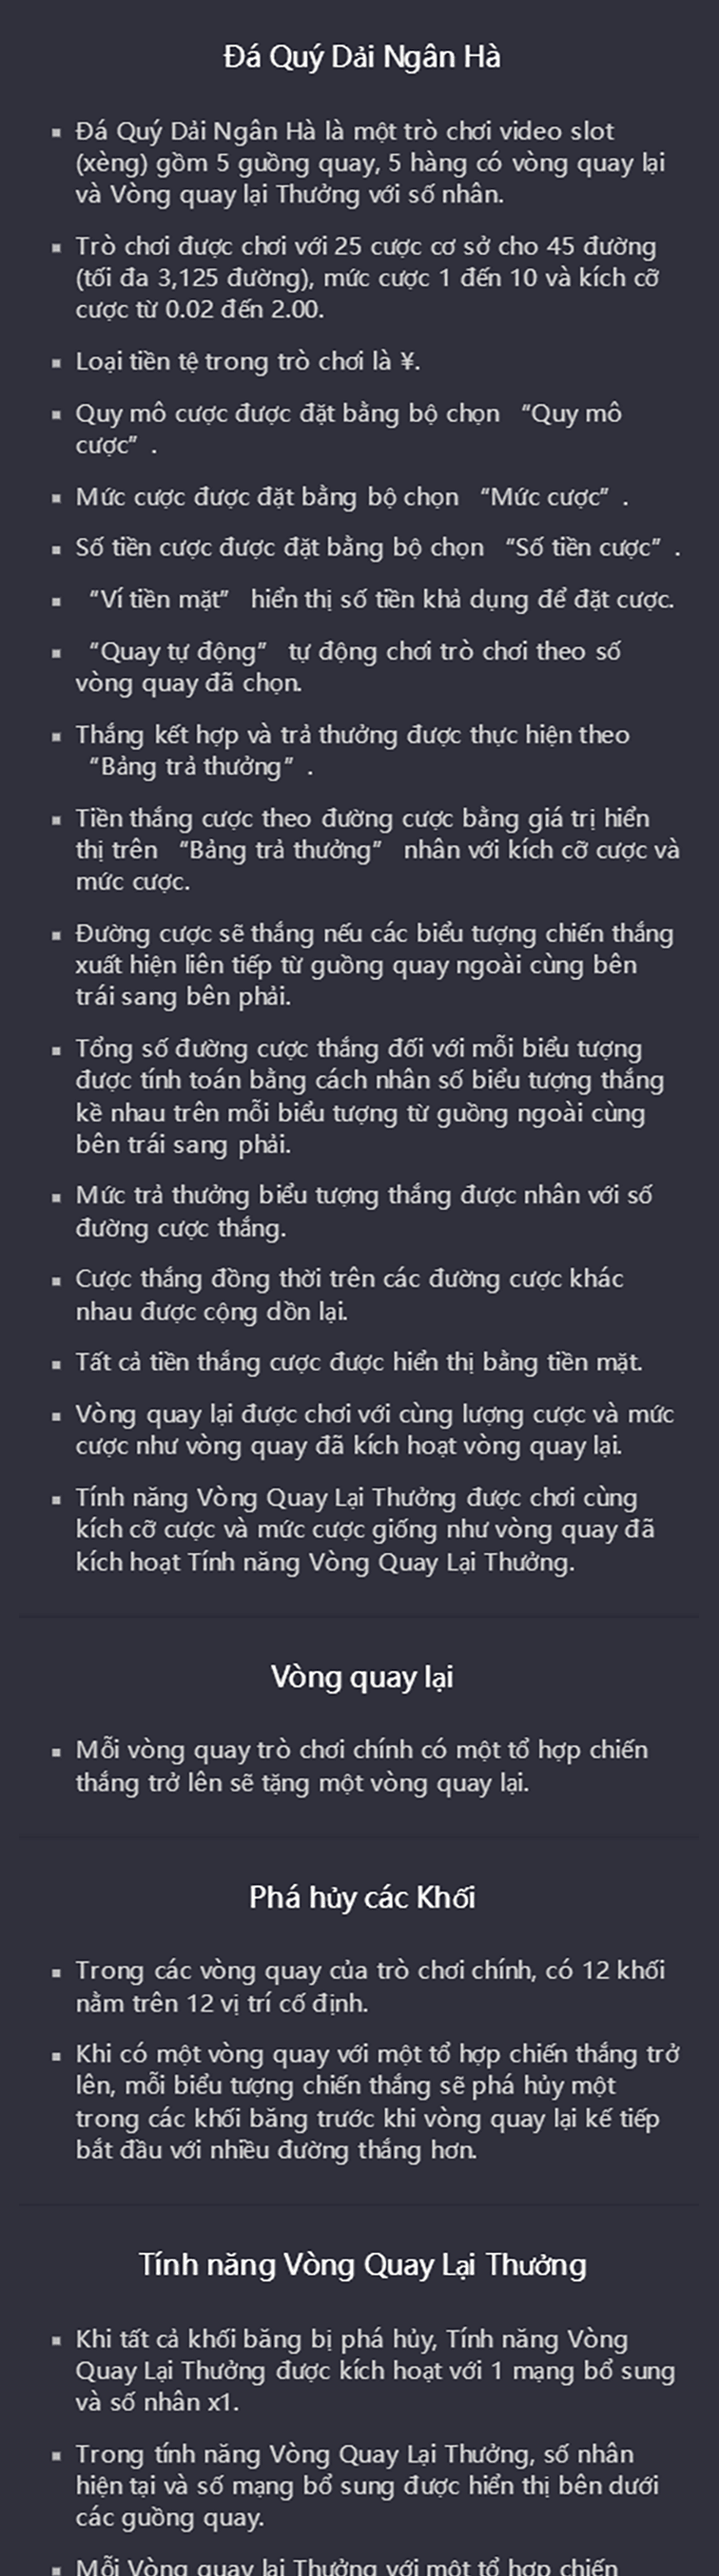 Đá Quý Dải Ngân Hà
▪ Đá Quý Dải Ngân Hà là một trò chơi video slot
(xèng) gồm 5 guồng quay, 5 hàng có vòng quay lại
và Vòng quay lại Thưởng với số nhân.
▪ Trò chơi được chơi với 25 cược cơ sở cho 45 đường
(tối đa 3,125 đường), mức cược 1 đến 10 và kích cỡ
cược từ 0.02 đến 2.00.
▪ Loại tiền tệ trong trò chơi là ¥.
▪ Quy mô cược được đặt bằng bộ chọn “Quy mô
cược” .
▪ Mức cược được đặt bằng bộ chọn “Mức cược” .
▪ Số tiền cược được đặt bằng bộ chọn “Số tiền cược” .
▪ “Ví tiền mặt” hiển thị số tiền khả dụng để đặt cược.
▪ “Quay tự động” tự động chơi trò chơi theo số
vòng quay đã chọn.
▪ Thắng kết hợp và trả thưởng được thực hiện theo
“Bảng trả thưởng” .
▪ Tiền thắng cược theo đường cược bằng giá trị hiển
thị trên “Bảng trả thưởng” nhân với kích cỡ cược và
mức cược.
▪ Đường cược sẽ thắng nếu các biểu tượng chiến thắng
xuất hiện liên tiếp từ guồng quay ngoài cùng bên
trái sang bên phải.
▪ Tổng số đường cược thắng đối với mỗi biểu tượng
được tính toán bằng cách nhân số biểu tượng thắng
kề nhau trên mỗi biểu tượng từ guồng ngoài cùng
bên trái sang phải.
▪ Mức trả thưởng biểu tượng thắng được nhân với số
đường cược thắng.
▪ Cược thắng đồng thời trên các đường cược khác
nhau được cộng dồn lại.
▪ Tất cả tiền thắng cược được hiển thị bằng tiền mặt.
▪ Vòng quay lại được chơi với cùng lượng cược và mức
cược như vòng quay đã kích hoạt vòng quay lại.
▪ Tính năng Vòng Quay Lại Thưởng được chơi cùng
kích cỡ cược và mức cược giống như vòng quay đã
kích hoạt Tính năng Vòng Quay Lại Thưởng.
Vòng quay lại
▪ Mỗi vòng quay trò chơi chính có một tổ hợp chiến
thắng trở lên sẽ tặng một vòng quay lại.
Phá hủy các Khối
▪ Trong các vòng quay của trò chơi chính, có 12 khối
nằm trên 12 vị trí cố định.
▪ Khi có một vòng quay với một tổ hợp chiến thắng trở
lên, mỗi biểu tượng chiến thắng sẽ phá hủy một
trong các khối băng trước khi vòng quay lại kế tiếp
bắt đầu với nhiều đường thắng hơn.
Tính năng Vòng Quay Lại Thưởng
▪ Khi tất cả khối băng bị phá hủy, Tính năng Vòng
Quay Lại Thưởng được kích hoạt với 1 mạng bổ sung
và số nhân x1.
▪ Trong tính năng Vòng Quay Lại Thưởng, số nhân
hiện tại và số mạng bổ sung được hiển thị bên dưới
các guồng quay.
▪ Mỗi Vòng quay lại Thưởng với một tổ hợp chiến